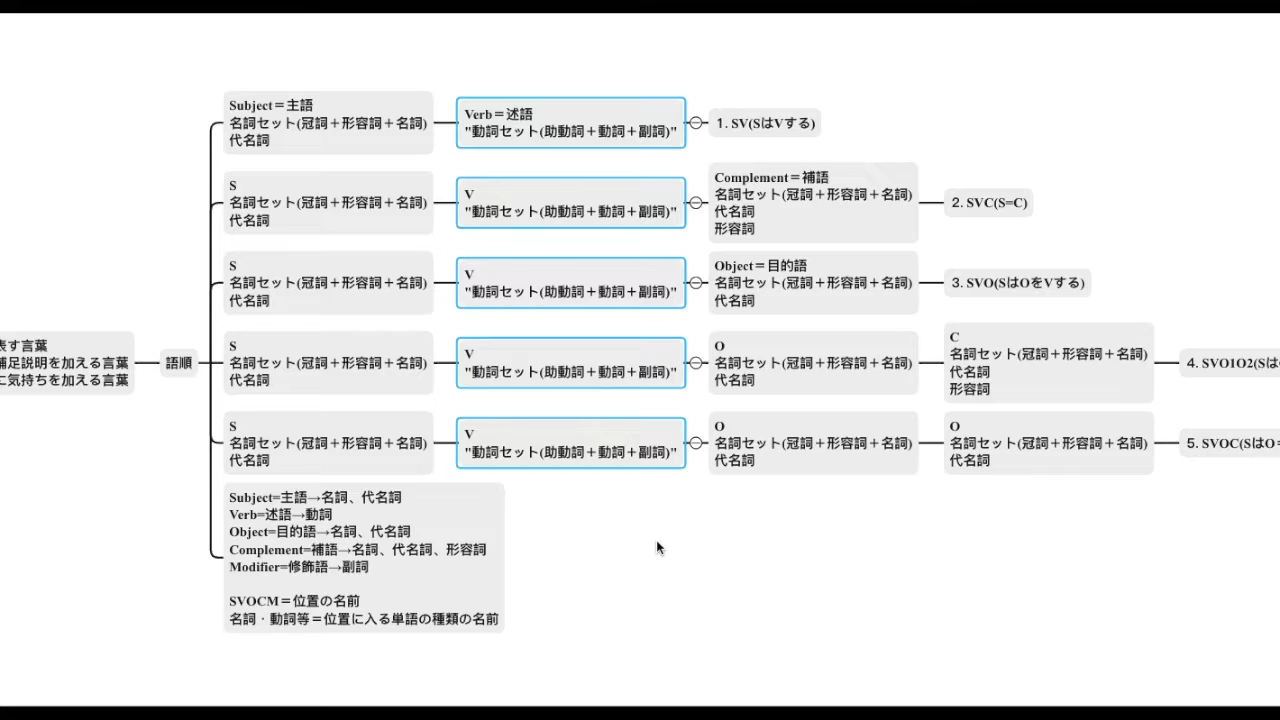 Subject＝主語
名詞セット(冠詞＋形容詞＋名詞)
代名詞
Verb＝述語
"動詞セット(助動詞＋動詞＋副詞)"
1. SV(SはVする)
S
名詞セット(冠詞＋形容詞＋名詞)
代名詞
V
"動詞セット(助動詞＋動詞＋副詞)"
Complement＝補語
名詞セット(冠詞＋形容詞＋名詞)
代名詞
形容詞
2. SVC(S=C)
S
名詞セット(冠詞＋形容詞＋名詞)
代名詞
V
"動詞セット(助動詞＋動詞＋副詞)"
Object＝目的語
名詞セット(冠詞＋形容詞＋名詞)
代名詞
3. SVO(SはOをVする)
表す言葉
補足説明を加える言葉
に気持ちを加える言葉
語順
S
名詞セット(冠詞＋形容詞＋名詞)
代名詞
V
"動詞セット(助動詞＋動詞＋副詞)"
O
名詞セット(冠詞＋形容詞＋名詞)
代名詞
C
名詞セット(冠詞＋形容詞＋名詞)
代名詞
形容詞
4. SVO1O2(Sは
S
名詞セット(冠詞＋形容詞＋名詞)
代名詞
V
"動詞セット(助動詞＋動詞＋副詞)"
O
名詞セット(冠詞＋形容詞＋名詞)
代名詞
O
名詞セット(冠詞＋形容詞＋名詞)
代名詞
5. SVOC(SはO
Subject=主語→名詞、代名詞
Verb=述語→動詞
Object=目的語→名詞、代名詞
Complement=補語→名詞、代名詞、形容詞
Modifier=修飾語→副詞
SVOCM＝位置の名前
名詞・動詞等＝位置に入る単語の種類の名前